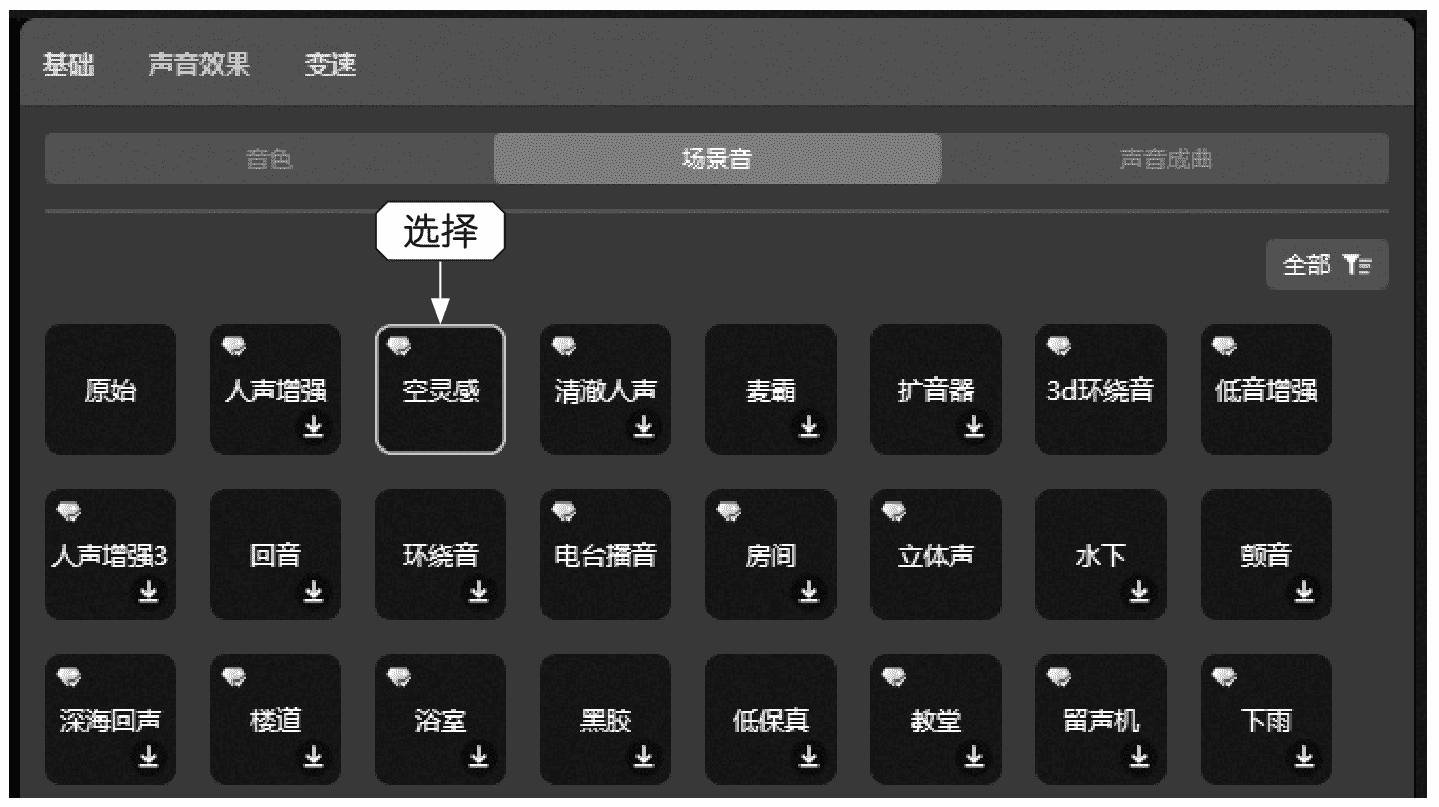 基础 声音效果 变速
音色 场景音 声音成曲
选择
全部
原始 人声增强 空灵感 清澈人声 麦霸 扩音器 3d环绕音 低音增强
人声增强3 回音 环绕音 电台播音 房间 立体声 水下 颤音
深海回声 楼道 浴室 黑胶 低保真 教堂 留声机 下雨